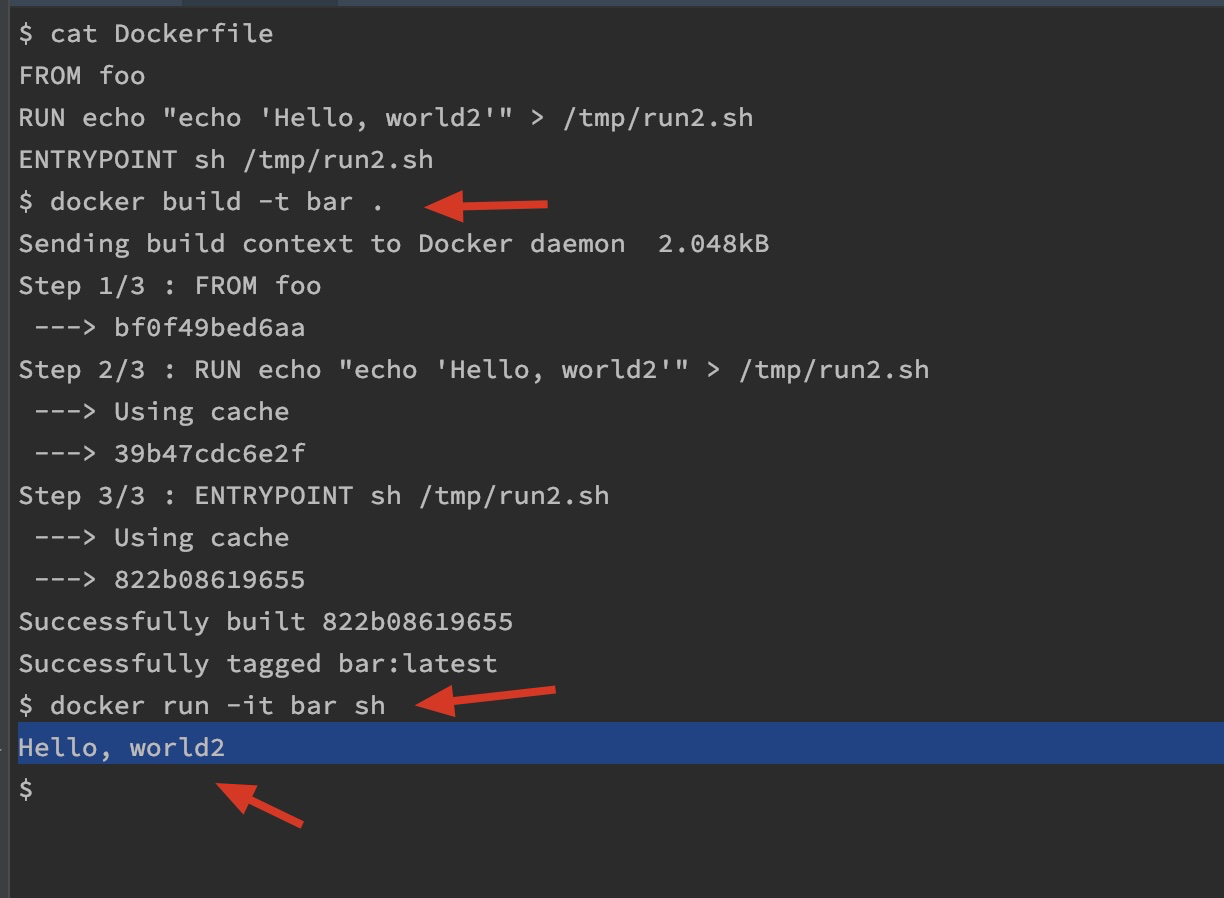 $ cat Dockerfile
FROM foo
RUN echo "echo 'Hello, world2'" > /tmp/run2.sh
ENTRYPOINT sh /tmp/run2.sh
$ docker build -t bar .
Sending build context to Docker daemon  2.048kB
Step 1/3 : FROM foo
 ---> bf0f49bed6aa
Step 2/3 : RUN echo "echo 'Hello, world2'" > /tmp/run2.sh
 ---> Using cache
 ---> 39b47cdc6e2f
Step 3/3 : ENTRYPOINT sh /tmp/run2.sh
 ---> Using cache
 ---> 822b08619655
Successfully built 822b08619655
Successfully tagged bar:latest
$ docker run -it bar sh
Hello, world2
$